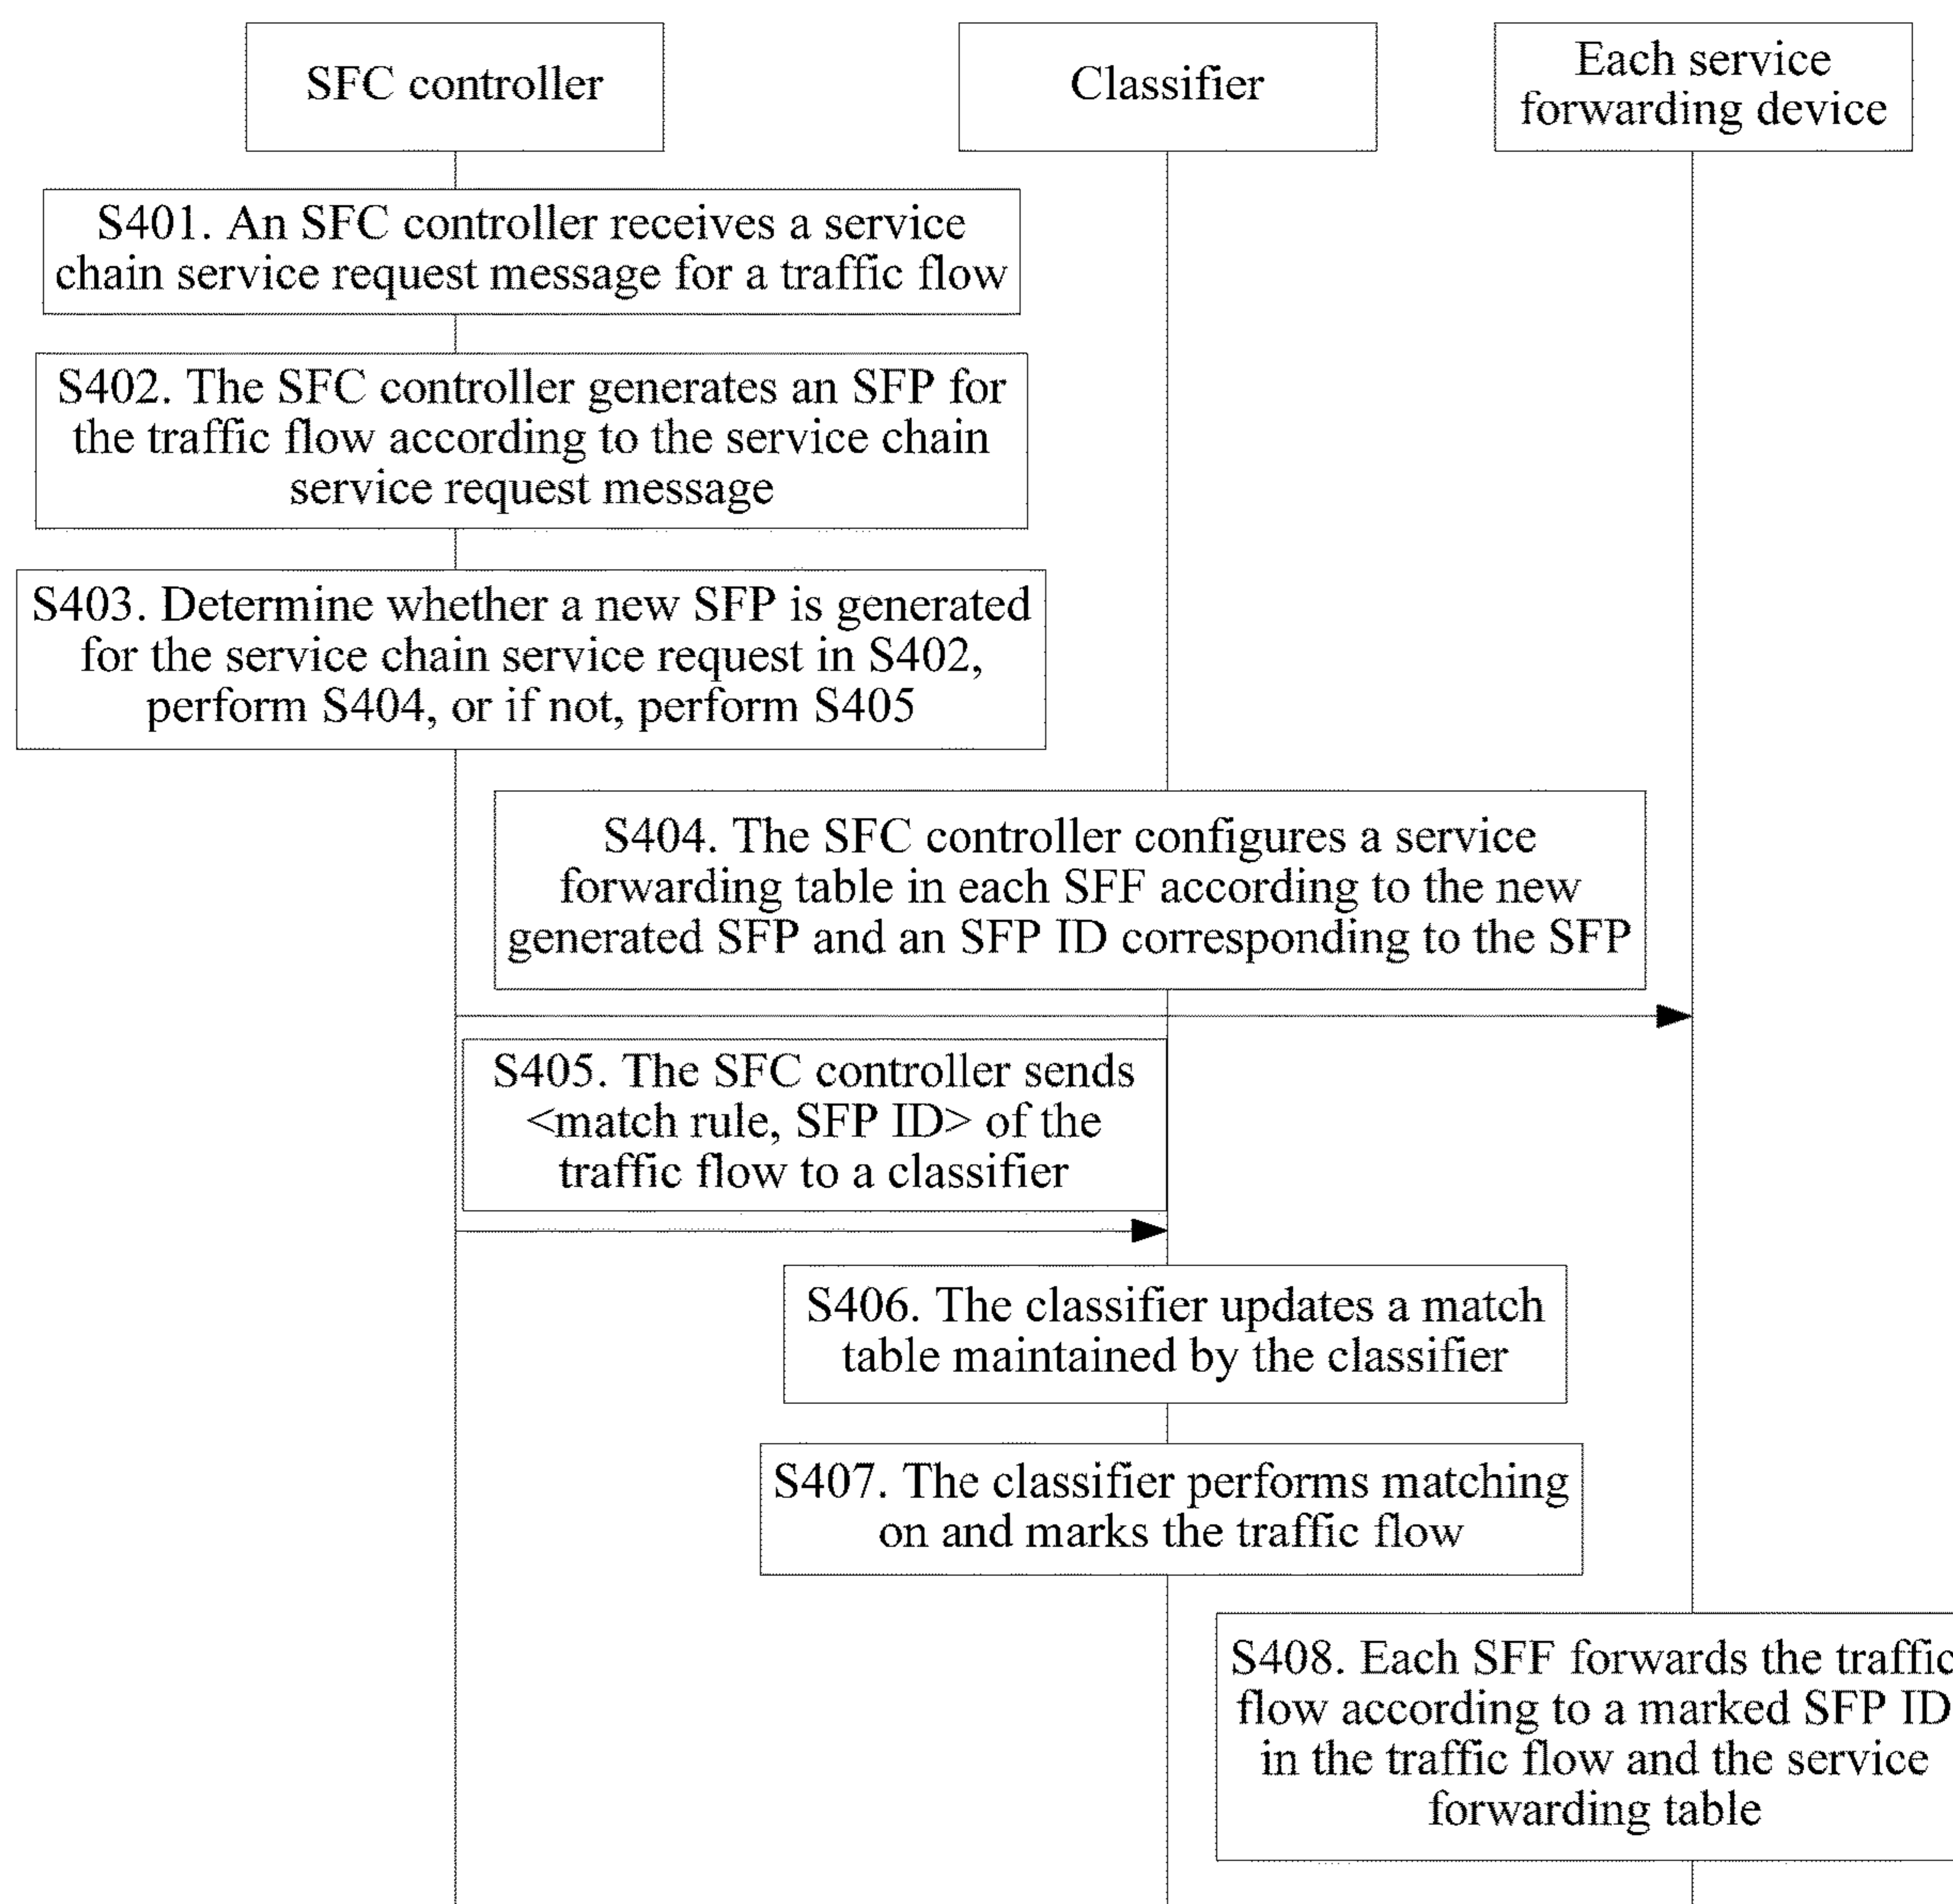 SFC controller
Classifier
Each service
forwarding device
S401. An SFC controller receives a service
chain service request message for a traffic flow
S402. The SFC controller generates an SFP for
the traffic flow according to the service chain
service request message
S403. Determine whether a new SFP is generated
for the service chain service request in S402,
perform S404, or if not, perform S405
S404. The SFC controller configures a service
forwarding table in each SFF according to the new
generated SFP and an SFP ID corresponding to the SFP
S405. The SFC controller sends
<match rule, SFP ID> of the
traffic flow to a classifier
S406. The classifier updates a match
table maintained by the classifier
S407. The classifier performs matching
on and marks the traffic flow
S408. Each SFF forwards the traffic
flow according to a marked SFP ID
in the traffic flow and the service
forwarding table